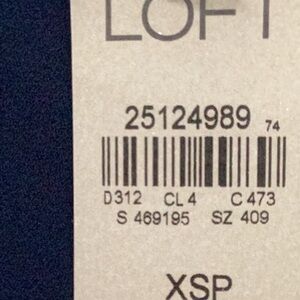 LOFT
25124989 74
D312 CL 4 C 473
S 469195 SZ 409
XSP